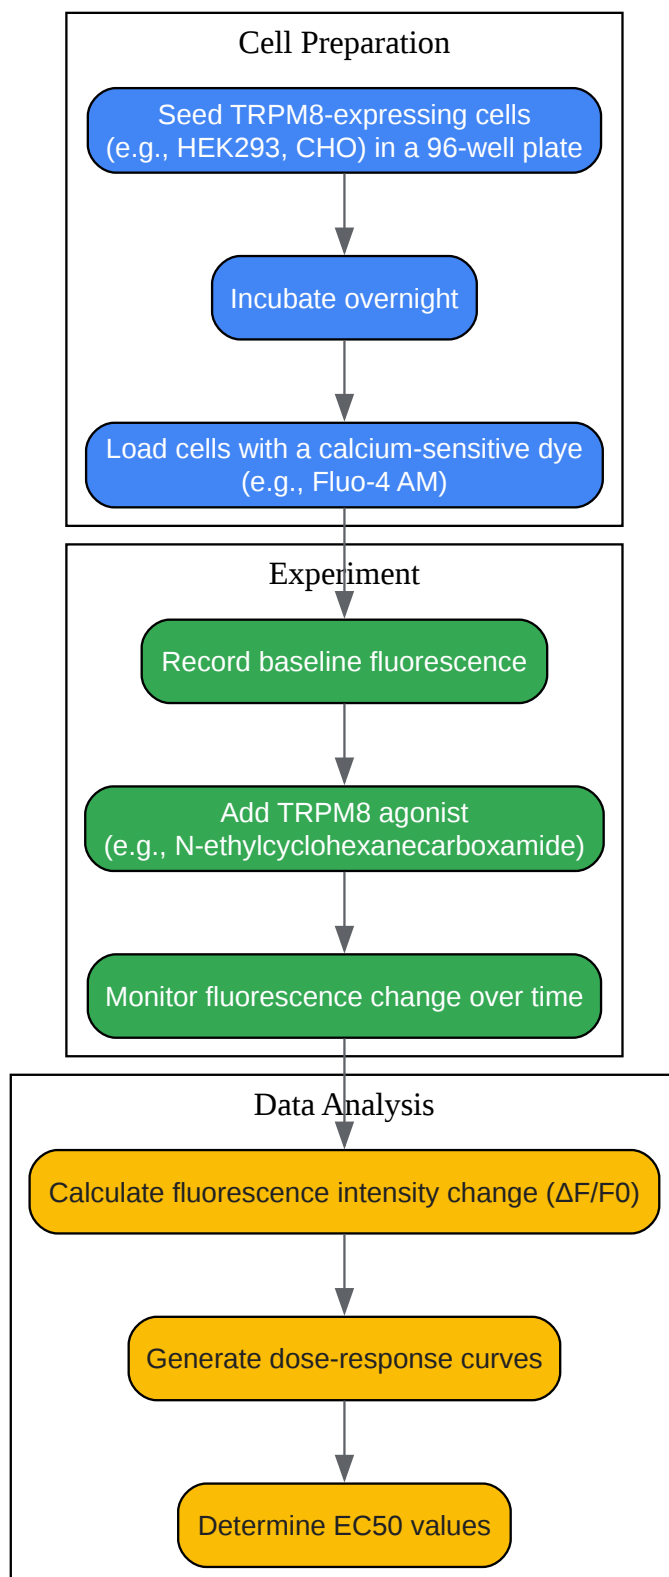 Cell Preparation
Seed TRPM8-expressing cells
(e.g., HEK293, CHO) in a 96-well plate
Incubate overnight
Load cells with a calcium-sensitive dye
(e.g., Fluo-4 AM)
Experiment
Record baseline fluorescence
Add TRPM8 agonist
(e.g., N-ethylcyclohexanecarboxamide)
Monitor fluorescence change over time
Data Analysis
Calculate fluorescence intensity change (ΔF/F0)
Generate dose-response curves
Determine EC50 values